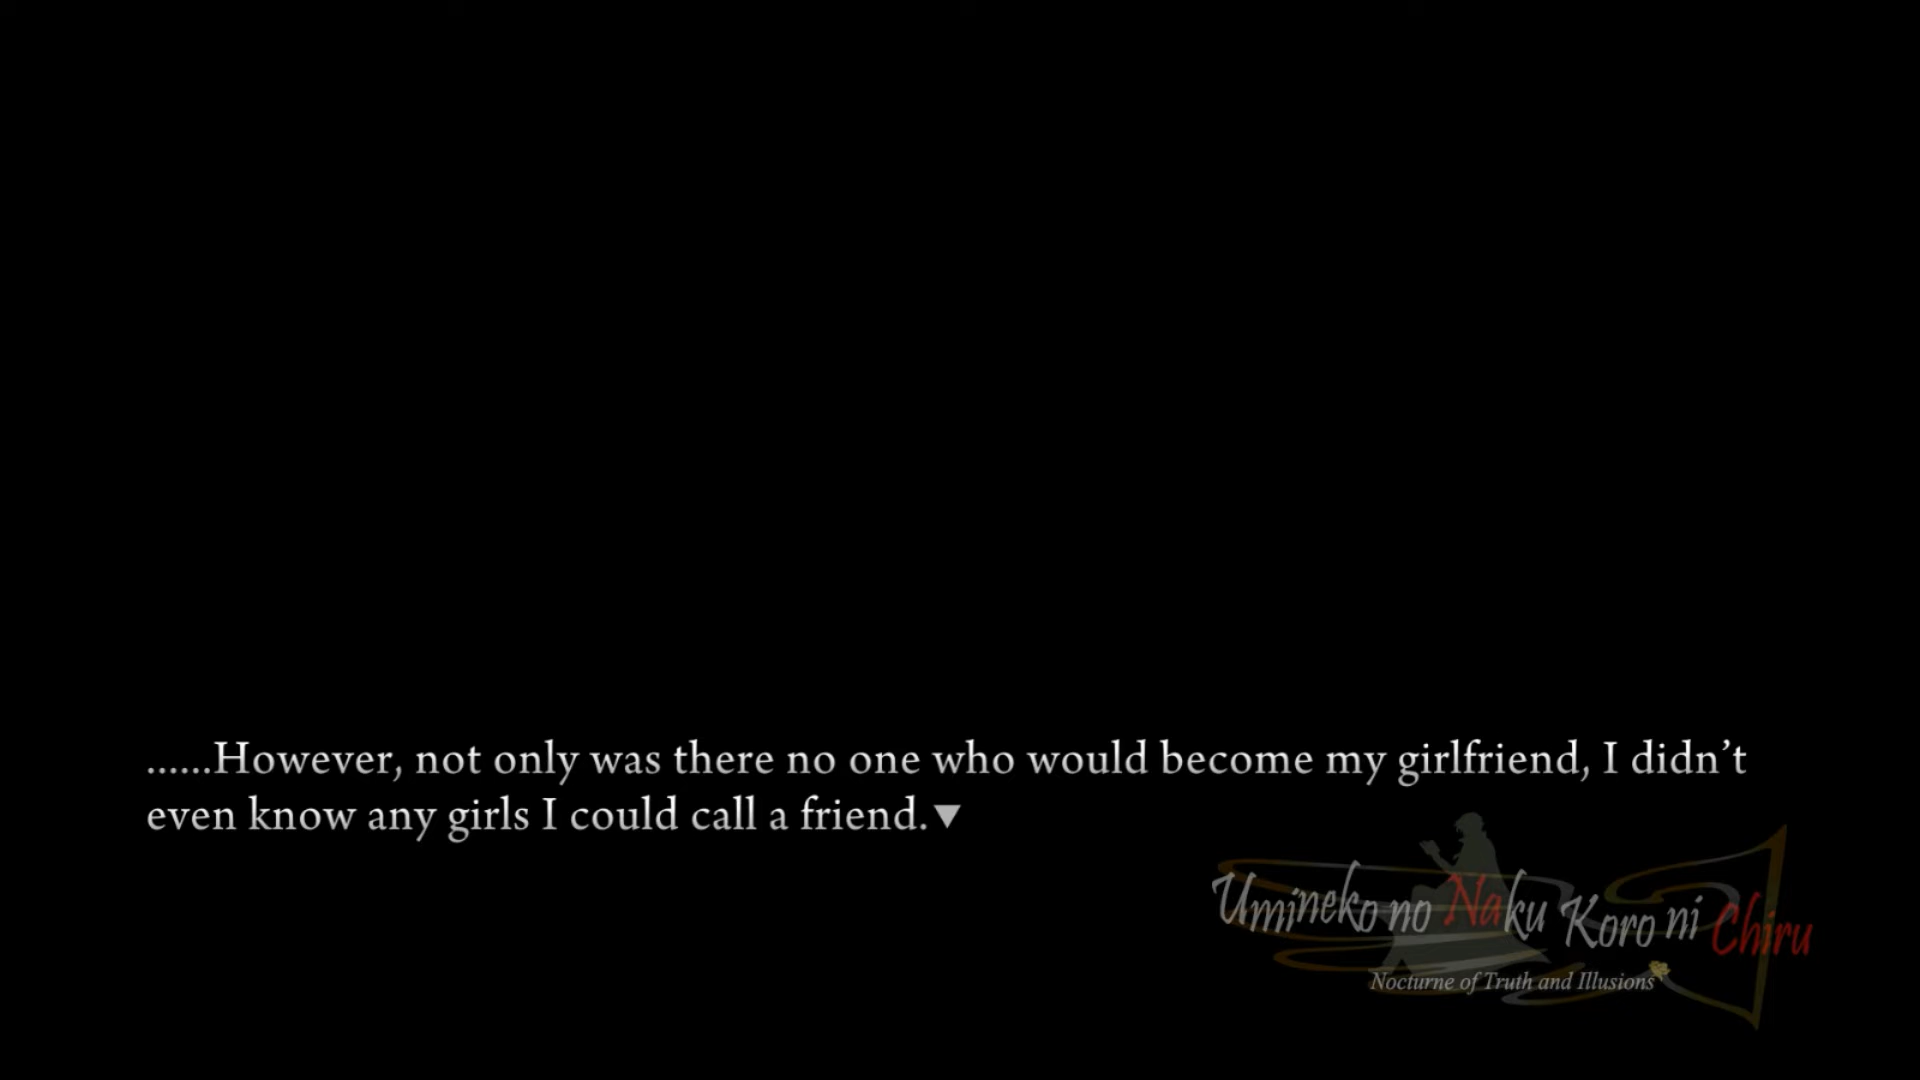 ......However, not only was there no one who would become my girlfriend, I didn’t
even know any girls I could call a friend.▼
Umineko no Naku Koro ni Chiru
Nocturne of Truth and Illusions